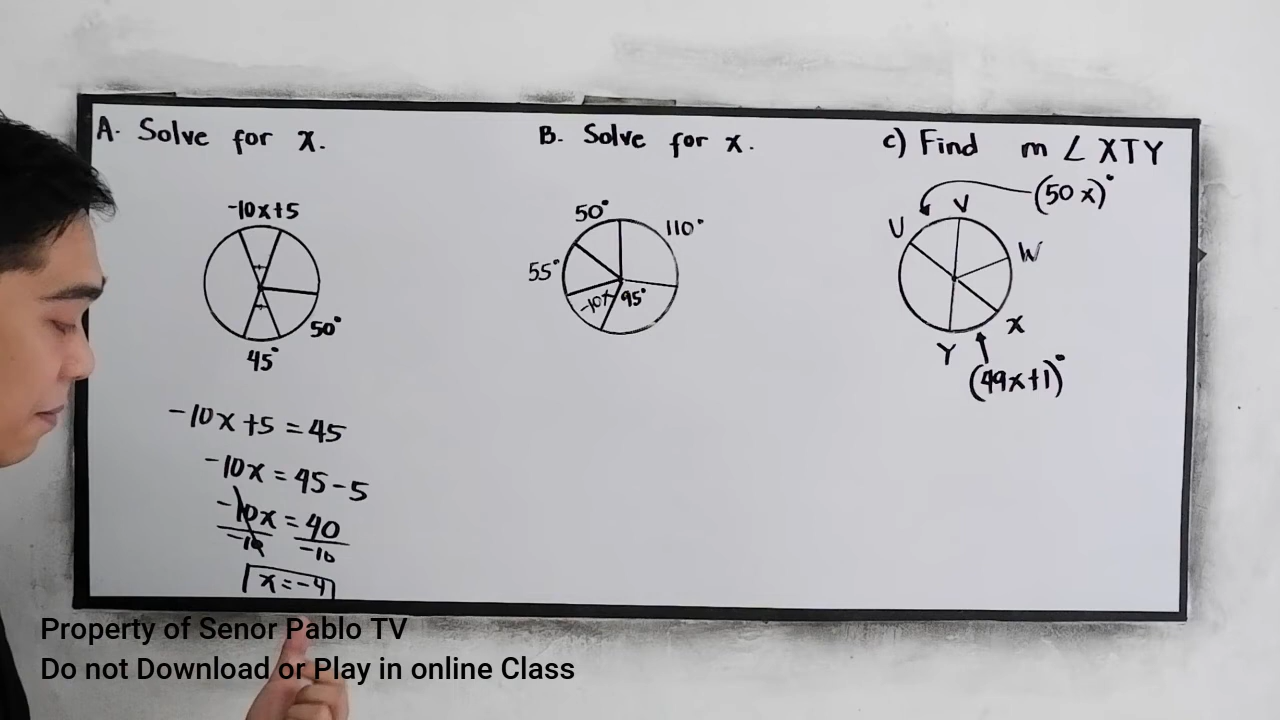 A. Solve for x.
-10x+5
50°
45°
-10x+5 = 45
-10x = 45-5
-10x = 40
-10 -10
x = -4
B. Solve for x.
50°
110°
55°
-10x
95°
c) Find m∠XTY
(50x)°
U
V
W
X
Y
(49x+1)°
Property of Senor Pablo TV
Do not Download or Play in online Class